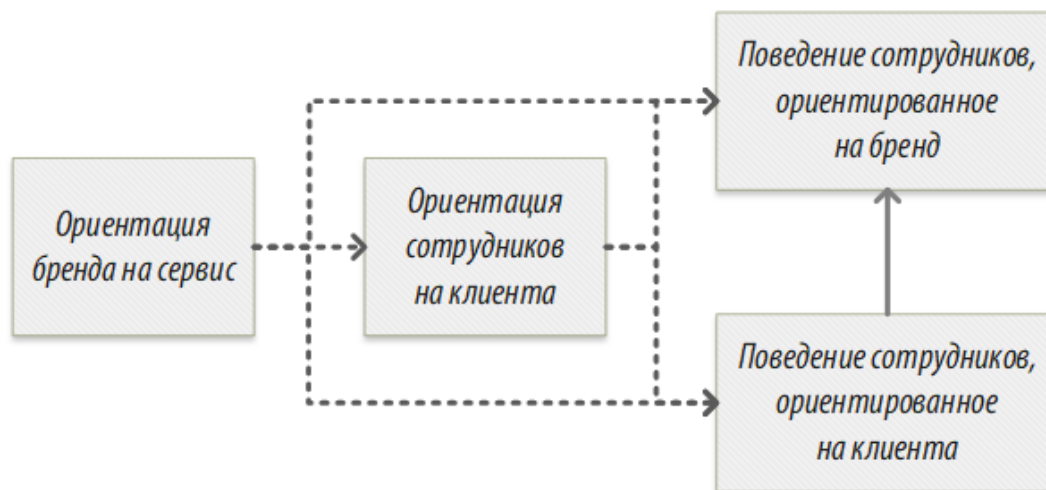 Ориентация
бренда на сервис
Ориентация
сотрудников
на клиента
Поведение сотрудников,
ориентированное
на бренд
Поведение сотрудников,
ориентированное
на клиента